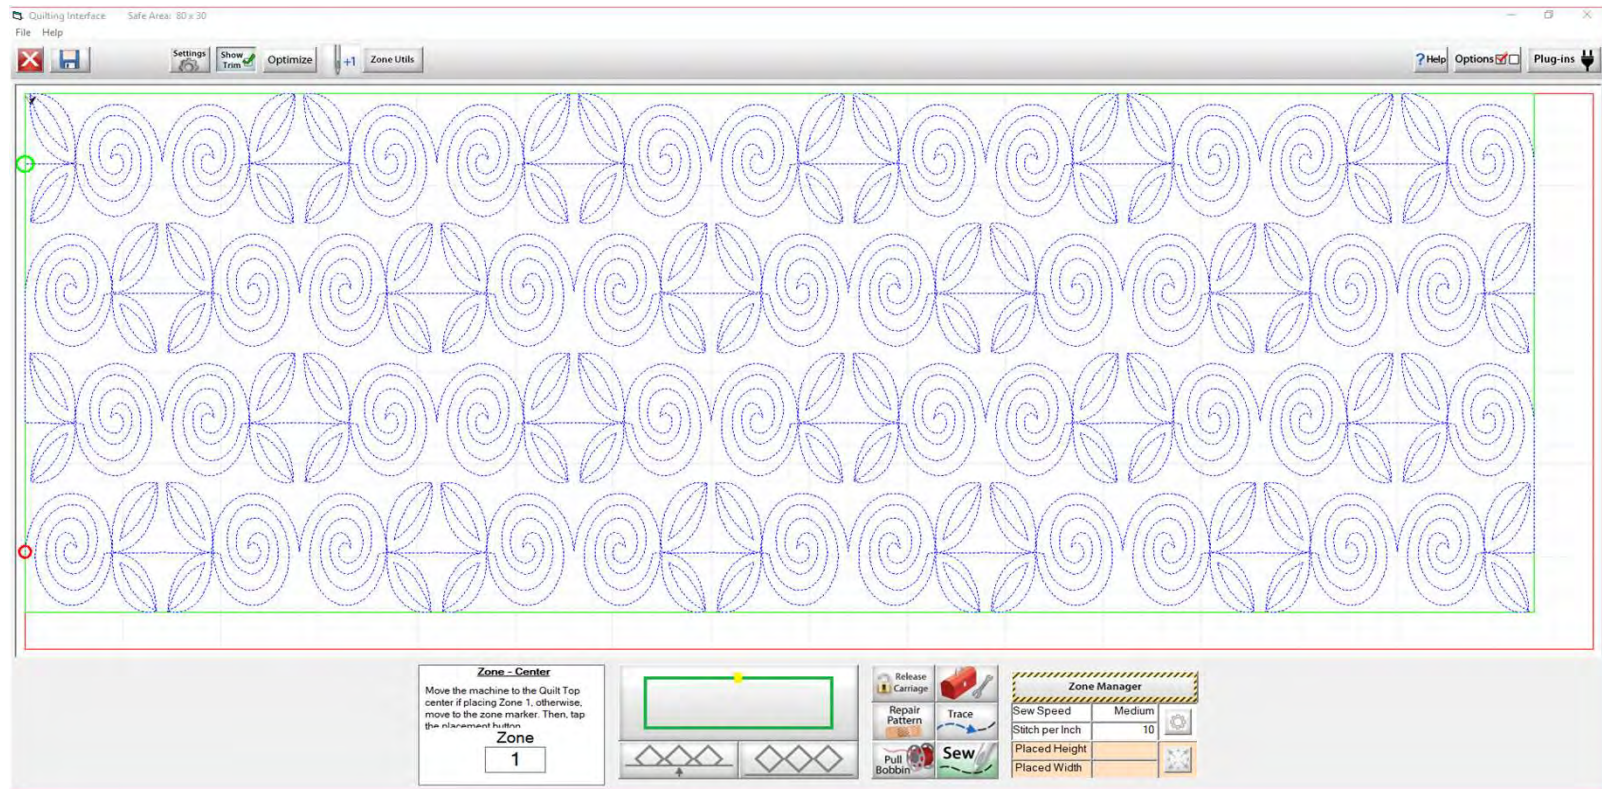 Quilting Interface Safe Area: 80 x 30
File Help
Settings
Show
Trim
Optimize
+1
Zone Utils
? Help
Options
Plug-ins
Zone - Center
Move the machine to the Quilt Top
center if placing Zone 1, otherwise,
move to the zone marker. Then, tap
the placement button
Zone
1
Release
Carriage
Repair
Pattern
Trace
Pull
Bobbin
Sew
Zone Manager
Sew Speed Medium
Stitch per Inch 10
Placed Height
Placed Width